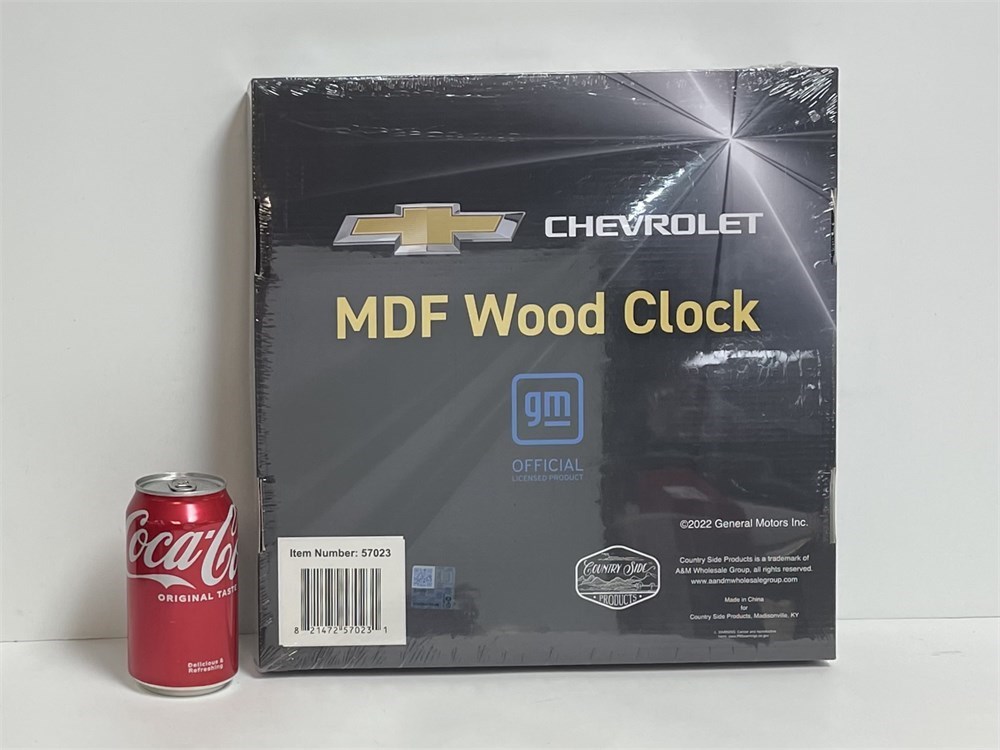 CHEVROLET
MDF Wood Clock
gm
OFFICIAL
LICENSED PRODUCT
©2022 General Motors Inc.
Country Side Products is a trademark of
A&M Wholesale Group, all rights reserved.
www.aandmwholesalegroup.com
Made in China
for
Country Side Products, Madisonville, KY
COUNTRY SIDE
PRODUCTS
Item Number: 57023
8 21472 57023 1
Coca-Co
ORIGINAL TAST
Delicious &
Refreshing